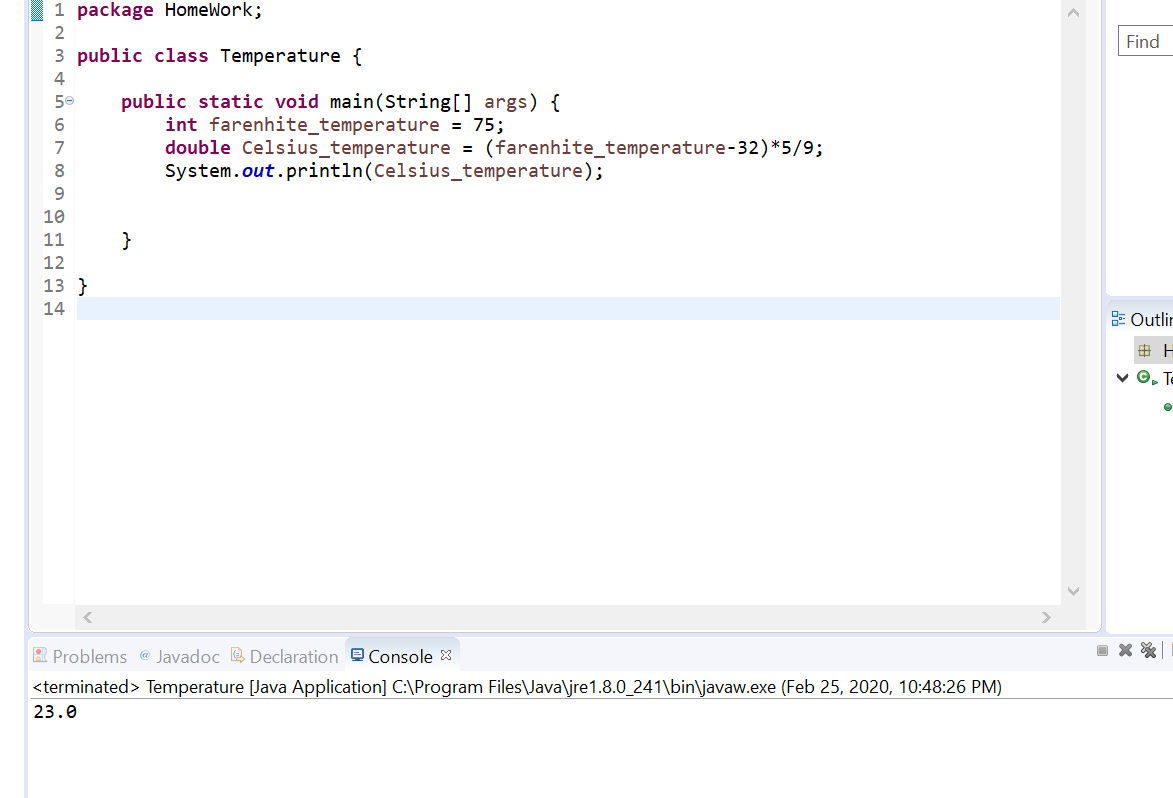 1 package HomeWork;
2
3 public class Temperature {
4
5 public static void main(String[] args) {
6 int farenhite_temperature = 75;
7 double Celsius_temperature = (farenhite_temperature-32)*5/9;
8 System.out.println(Celsius_temperature);
9
10
11 }
12
13 }
14
Find
Problems @ Javadoc Declaration Console
<terminated> Temperature [Java Application] C:\Program Files\Java\jre1.8.0_241\bin\javaw.exe (Feb 25, 2020, 10:48:26 PM)
23.0